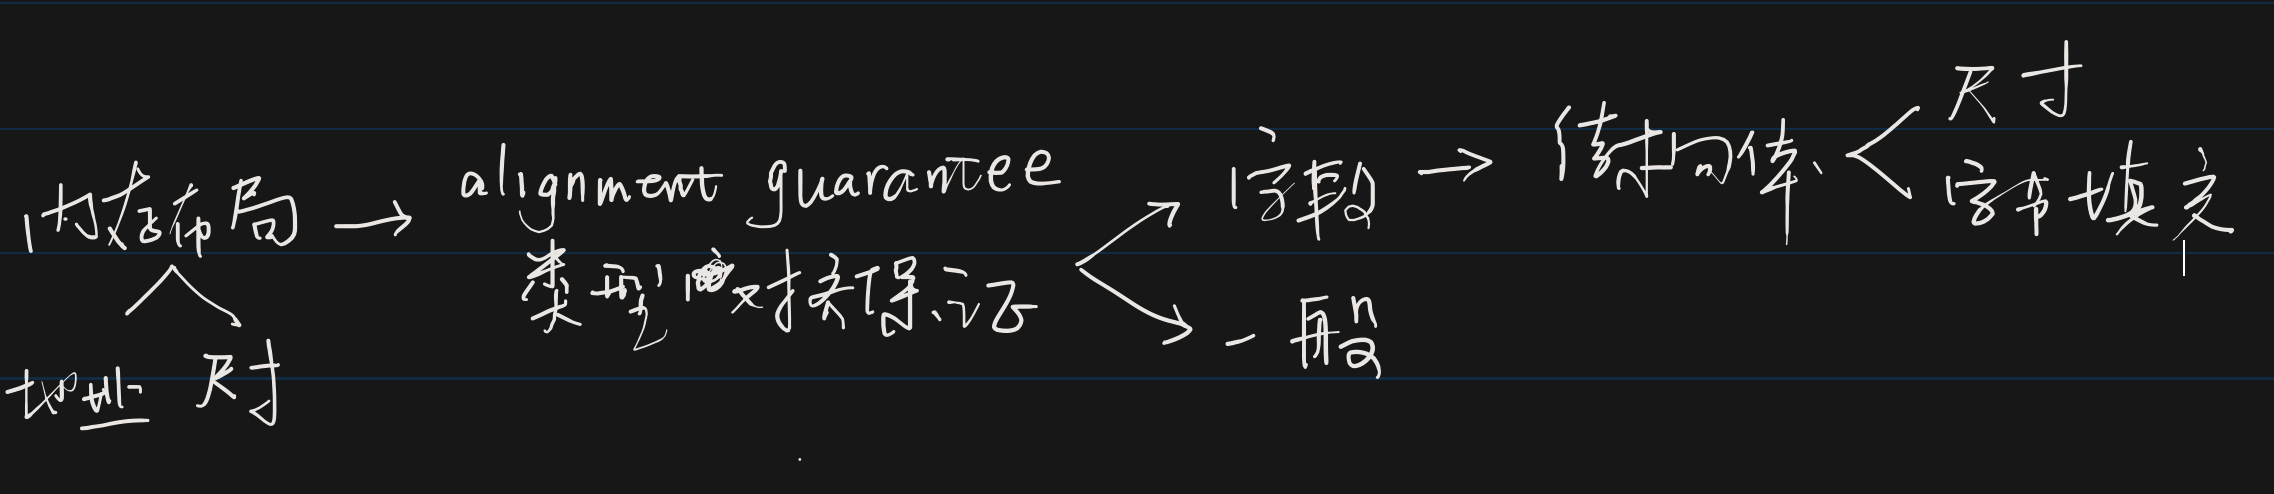 内存布局 → alignment guarantee
类型对齐保证
地址 尺寸
字段 → 结构体
一般
尺寸
字节填充